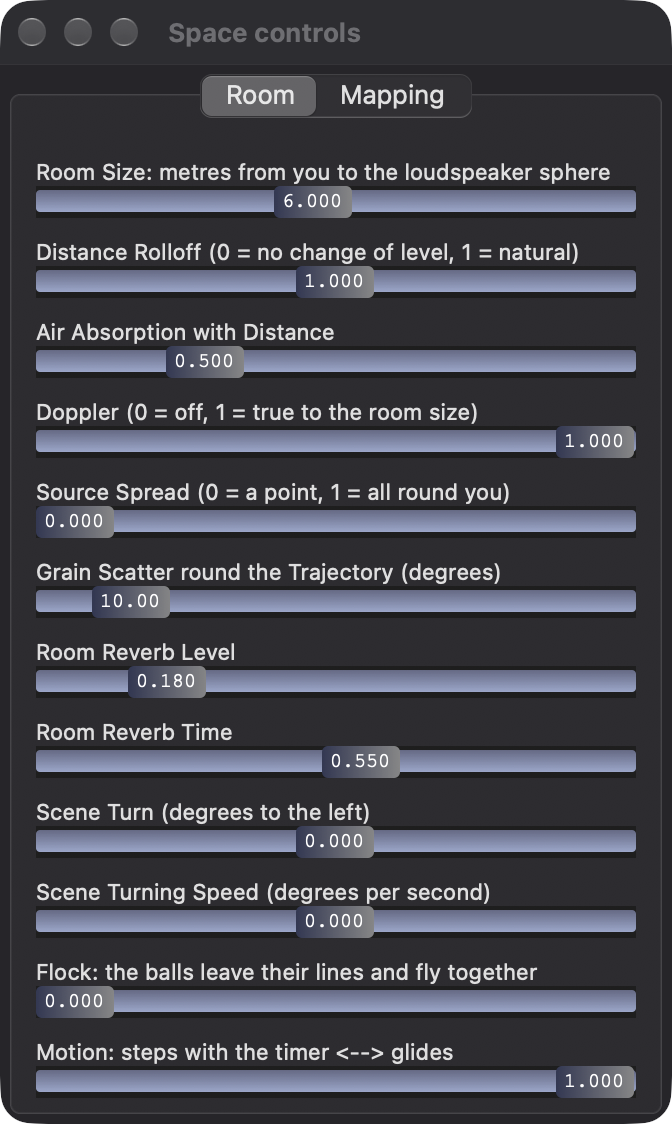 Space controls
Room Mapping
Room Size: metres from you to the loudspeaker sphere
6.000
Distance Rolloff (0 = no change of level, 1 = natural)
1.000
Air Absorption with Distance
0.500
Doppler (0 = off, 1 = true to the room size)
1.000
Source Spread (0 = a point, 1 = all round you)
0.000
Grain Scatter round the Trajectory (degrees)
10.00
Room Reverb Level
0.180
Room Reverb Time
0.550
Scene Turn (degrees to the left)
0.000
Scene Turning Speed (degrees per second)
0.000
Flock: the balls leave their lines and fly together
0.000
Motion: steps with the timer <--> glides
1.000